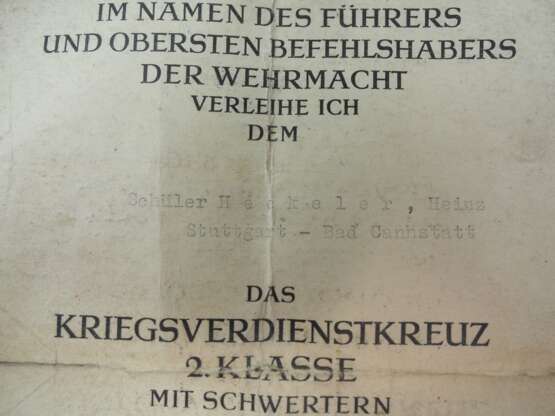 IM NAMEN DES FÜHRERS
UND OBERSTEN BEFEHLSHABERS
DER WEHRMACHT
VERLEIHE ICH
DEM
Schüler H ä c k e l e r , Heinz
Stuttgart - Bad Cannstatt
DAS
KRIEGSVERDIENSTKREUZ
2. KLASSE
MIT SCHWERTERN